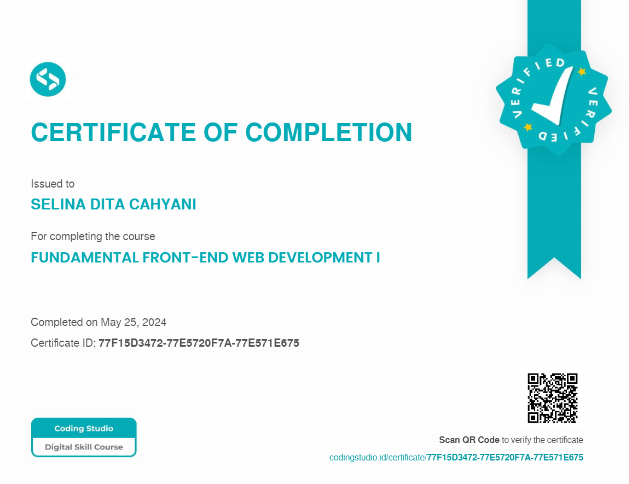 VERIFIED
VERIFIED
CERTIFICATE OF COMPLETION
Issued to
SELINA DITA CAHYANI
For completing the course
FUNDAMENTAL FRONT-END WEB DEVELOPMENT I
Completed on May 25, 2024
Certificate ID: 77F15D3472-77E5720F7A-77E571E675
Coding Studio
Digital Skill Course
Scan QR Code to verify the certificate
codingstudio.id/certificate/77F15D3472-77E5720F7A-77E571E675